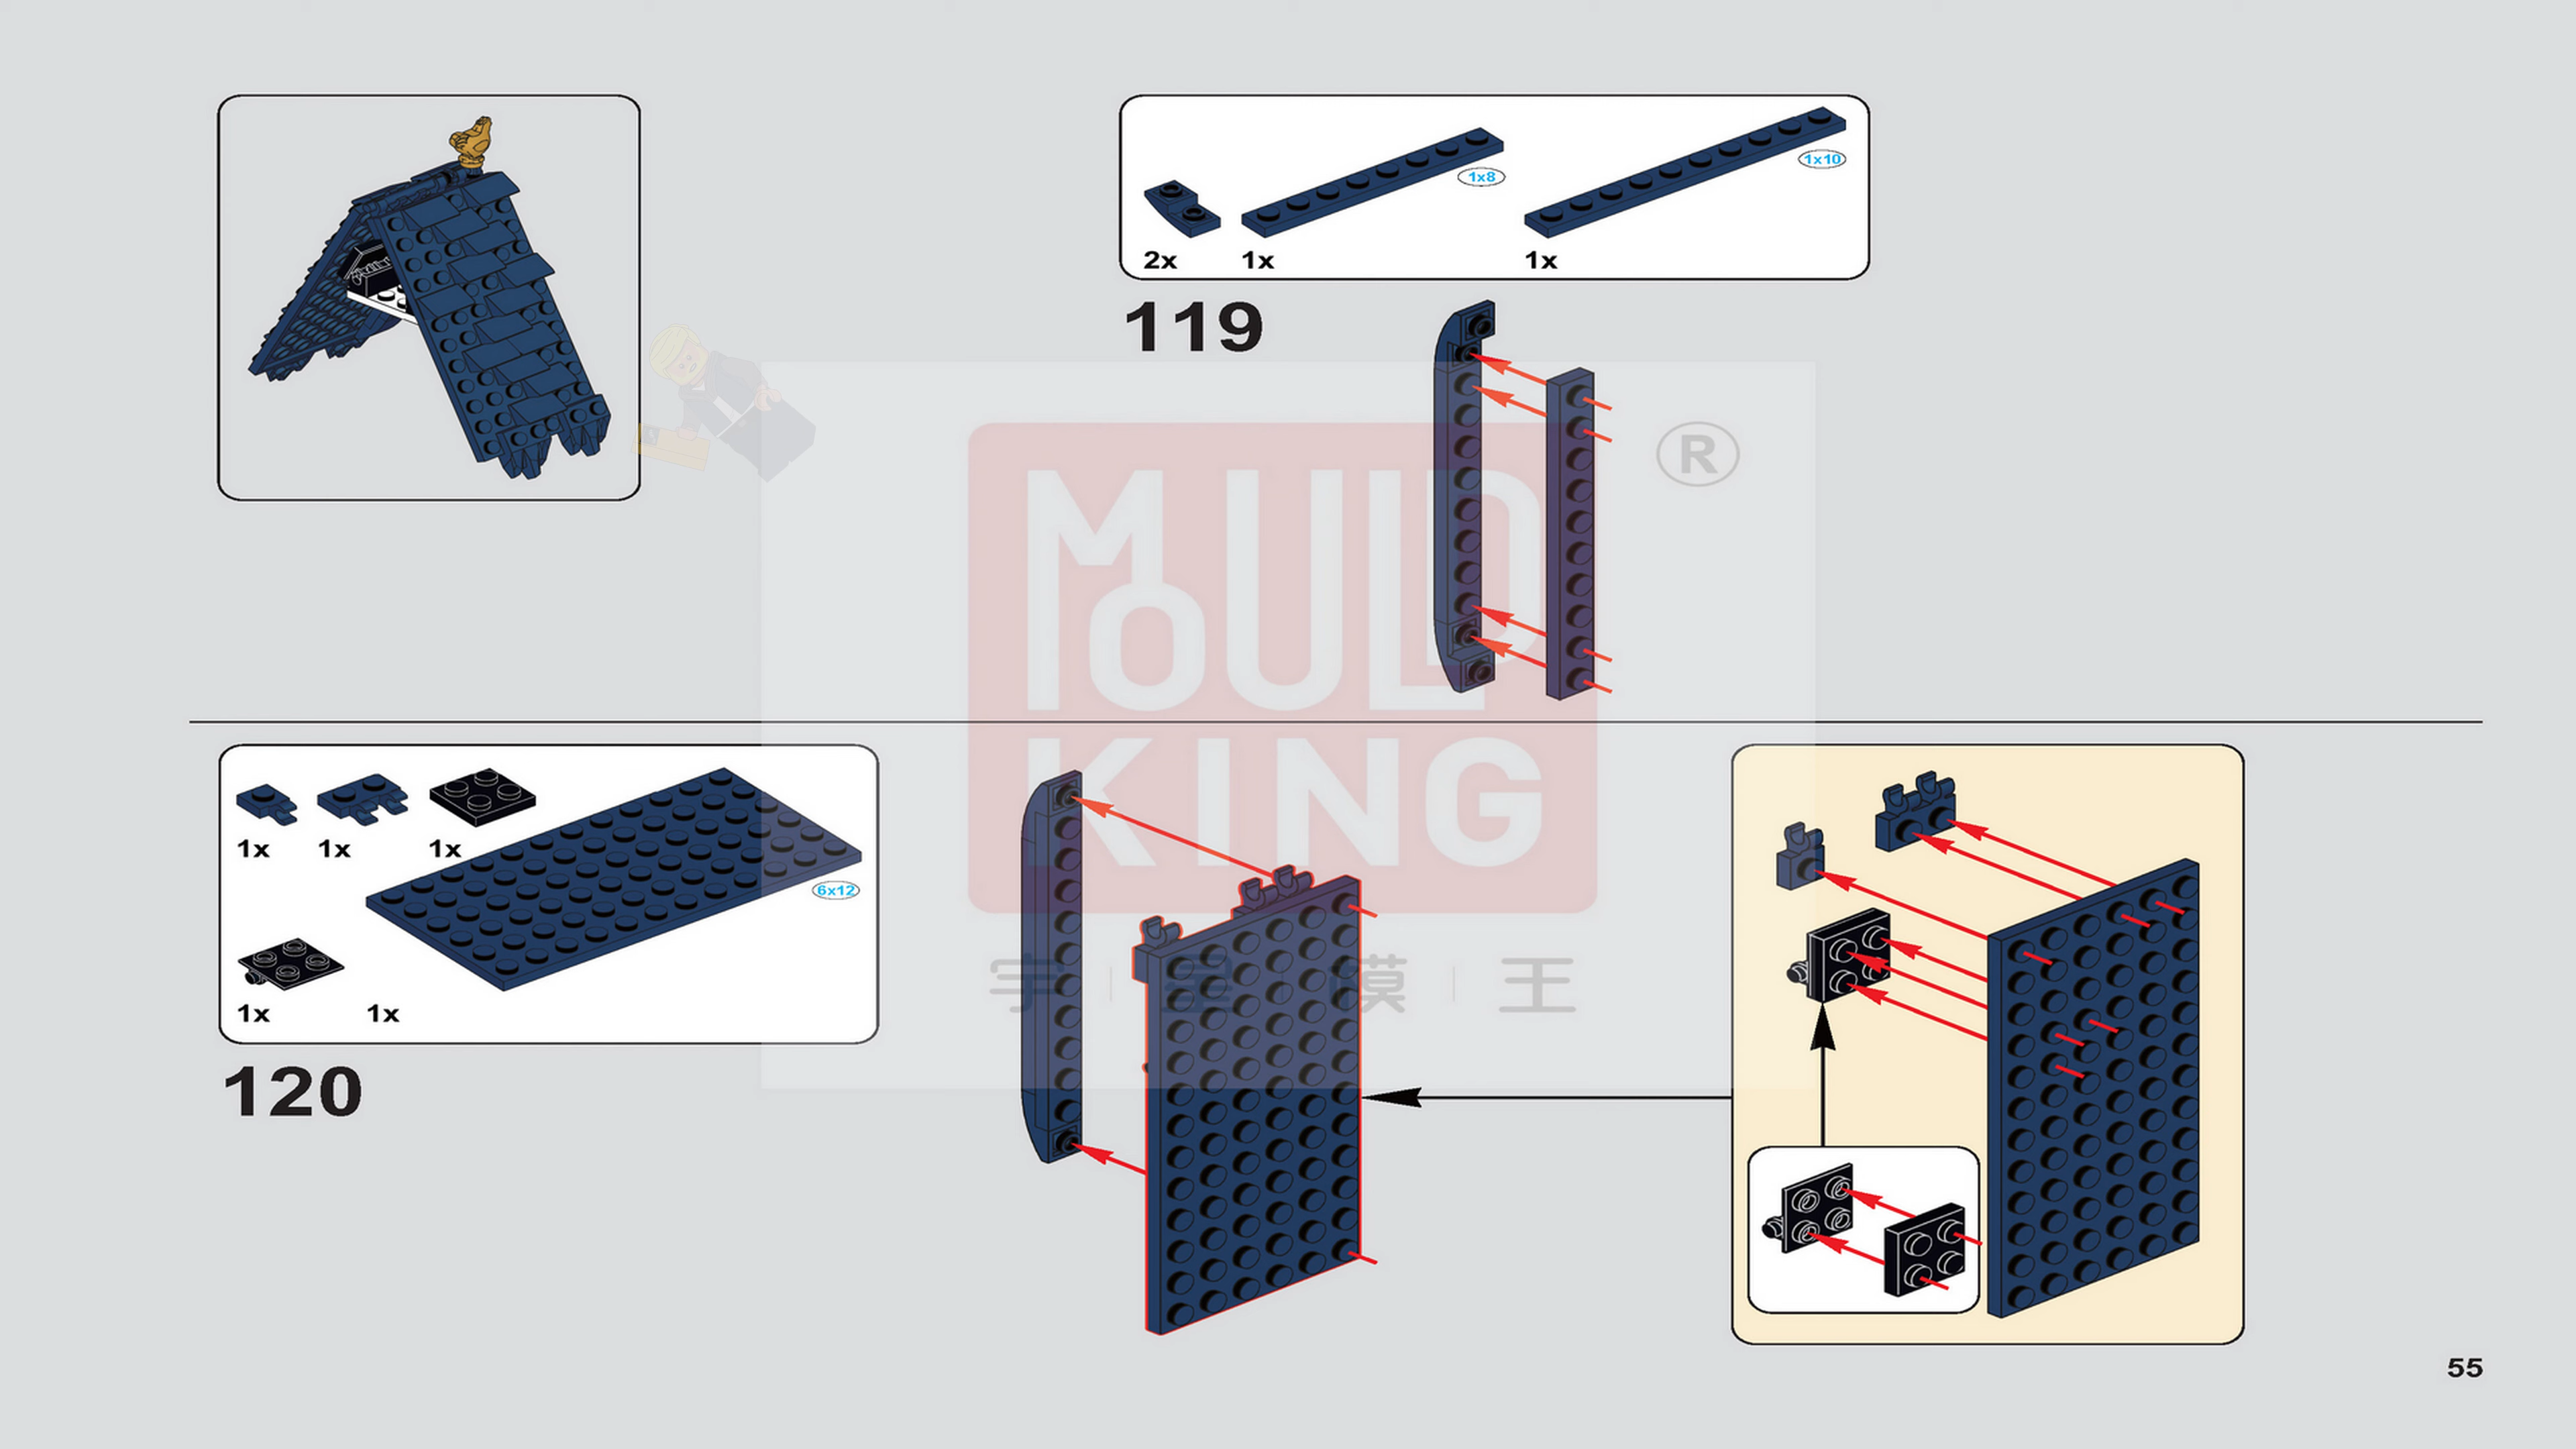 1x8
1x10
2x
1x
1x
119
MOULD
KING
®
宇 星 模 王
1x
1x
1x
6x12
1x
1x
120
55